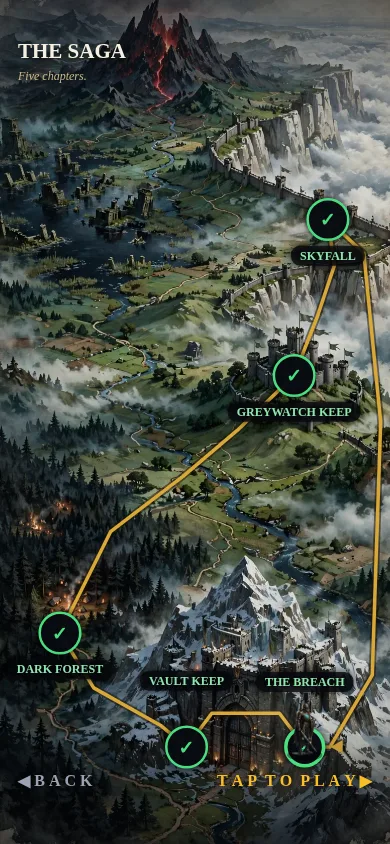 THE SAGA
Five chapters.
SKYFALL
GREYWATCH KEEP
DARK FOREST
VAULT KEEP
THE BREACH
◀BACK
TAP TO PLAY▶